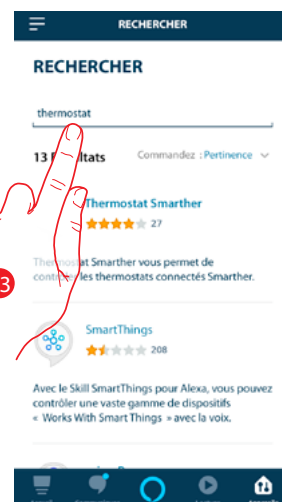 RECHERCHER
RECHERCHER
thermostat
13 Commandez : Pertinence
Thermostat Smarther
27
Thermostat Smarther vous permet de
les thermostats connectés Smarther.
3
SmartThings
208
Avec le Skill SmartThings pour Alexa, vous pouvez
contrôler une vaste gamme de dispositifs
« Works With Smart Things » avec la voix.